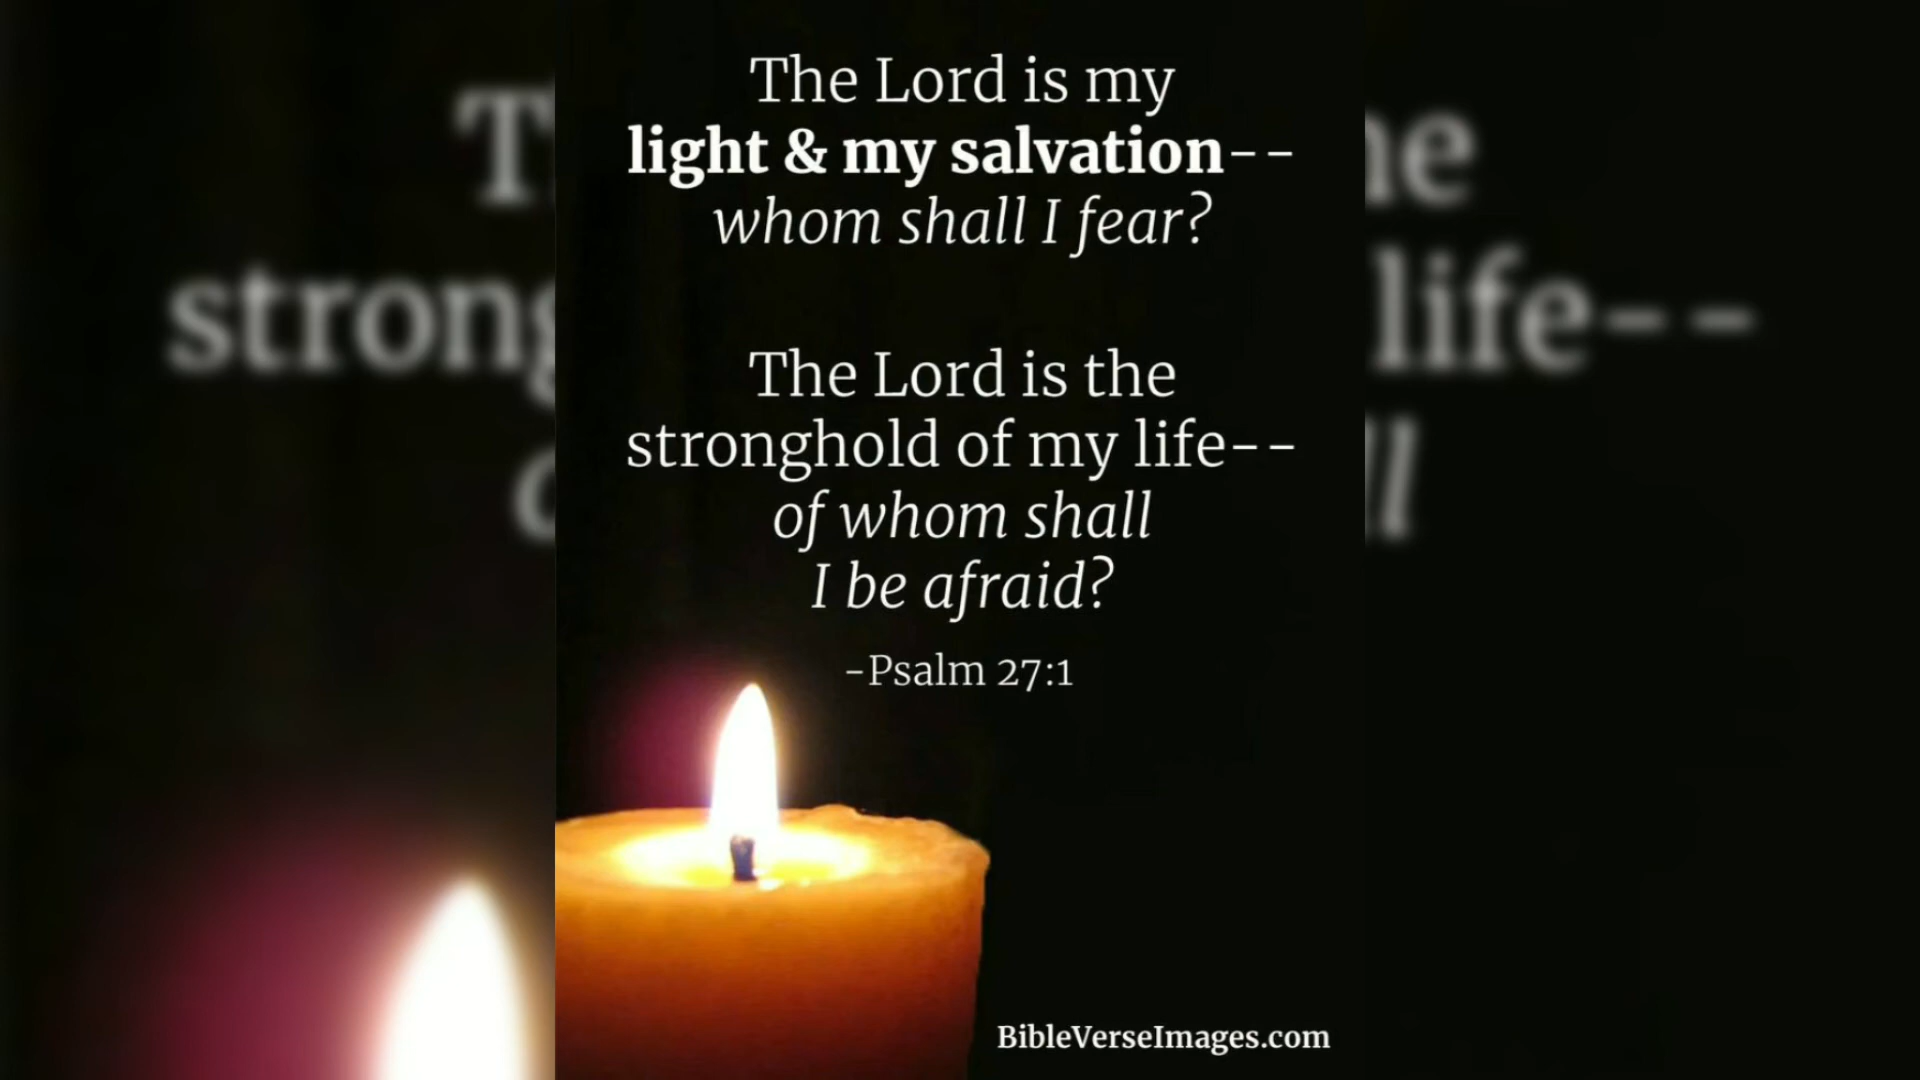 The Lord is my
light & my salvation--
whom shall I fear?
The Lord is the
stronghold of my life--
of whom shall
I be afraid?
-Psalm 27:1
BibleVerseImages.com